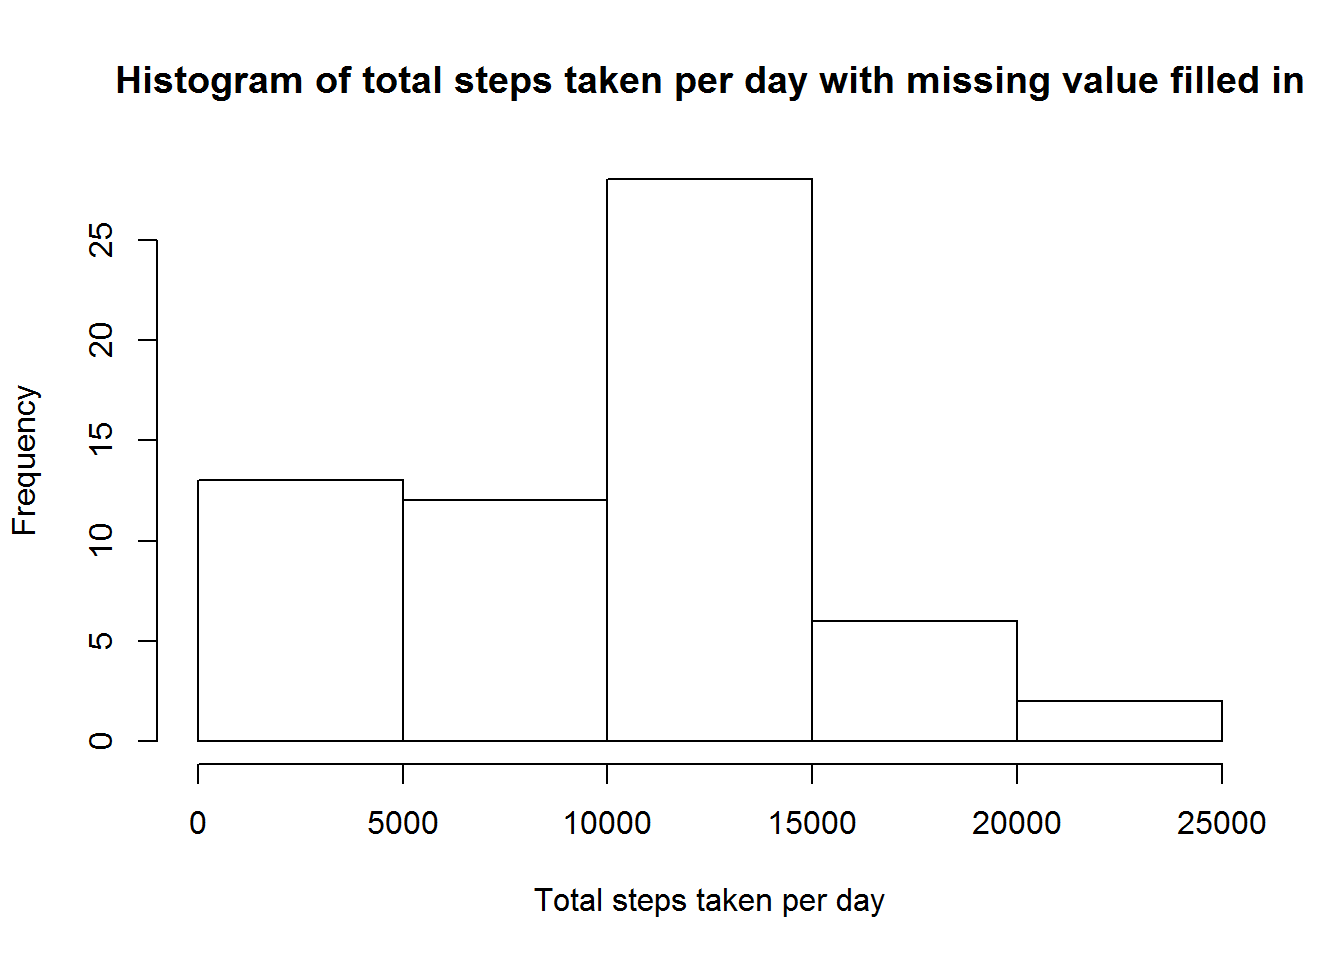 Histogram of total steps taken per day with missing value filled in
Frequency
25
20
15
10
5
0
0 5000 10000 15000 20000 25000
Total steps taken per day